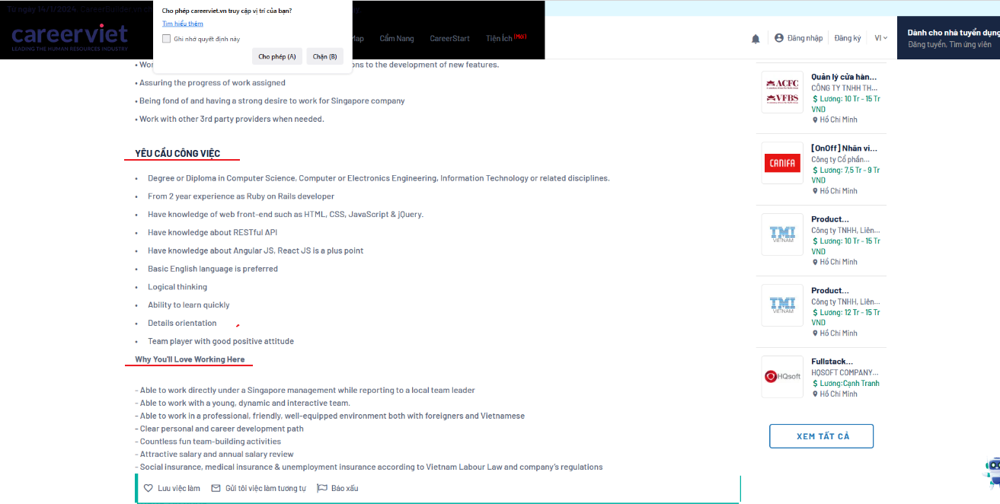 Từ ngày 14/1/2024, CareerBuilder.vn
Cho phép careerviet.vn truy cập vị trí của bạn?
Tìm hiểu thêm
Ghi nhớ quyết định này
Cho phép (A)
Chặn (B)
careerviet
LEADING THE HUMAN RESOURCES INDUSTRY
Map
Cẩm Nang
CareerStart
Tiện ích (Mới)
Đăng nhập
Đăng ký
VI
Dành cho nhà tuyển dụng
Đăng tuyển, Tìm ứng viên
ons to the development of new features.
• Assuring the progress of work assigned
• Being fond of and having a strong desire to work for Singapore company
• Work with other 3rd party providers when needed.
YÊU CẦU CÔNG VIỆC
• Degree or Diploma in Computer Science, Computer or Electronics Engineering, Information Technology or related disciplines.
• From 2 year experience as Ruby on Rails developer
• Have knowledge of web front-end such as HTML, CSS, JavaScript & jQuery.
• Have knowledge about RESTful API
• Have knowledge about Angular JS, React JS is a plus point
• Basic English language is preferred
• Logical thinking
• Ability to learn quickly
• Details orientation
• Team player with good positive attitude
Why You'll Love Working Here
- Able to work directly under a Singapore management while reporting to a local team leader
- Able to work with a young, dynamic and interactive team.
- Able to work in a professional, friendly, well-equipped environment both with foreigners and Vietnamese
- Clear personal and career development path
- Countless fun team-building activities
- Attractive salary and annual salary review
- Social insurance, medical insurance & unemployment insurance according to Vietnam Labour Law and company's regulations
Lưu việc làm
Gửi tôi việc làm tương tự
Báo xấu
ACFC
VFBS
Quản lý cửa hàn...
CÔNG TY TNHH TH...
$ Lương: 10 Tr - 15 Tr
VND
Hồ Chí Minh
CANIFA
[OnOff] Nhân vi...
Công ty Cổ phần...
$ Lương: 7,5 Tr - 9 Tr
VND
Hồ Chí Minh
TMI
VIETNAM
Product...
Công ty TNHH, Liên...
$ Lương: 10 Tr - 15 Tr
VND
Hồ Chí Minh
TMI
VIETNAM
Product...
Công ty TNHH, Liên...
$ Lương: 12 Tr - 15 Tr
VND
Hồ Chí Minh
HQsoft
Fullstack...
HQSOFT COMPANY...
$ Lương:Cạnh Tranh
Hồ Chí Minh
XEM TẤT CẢ